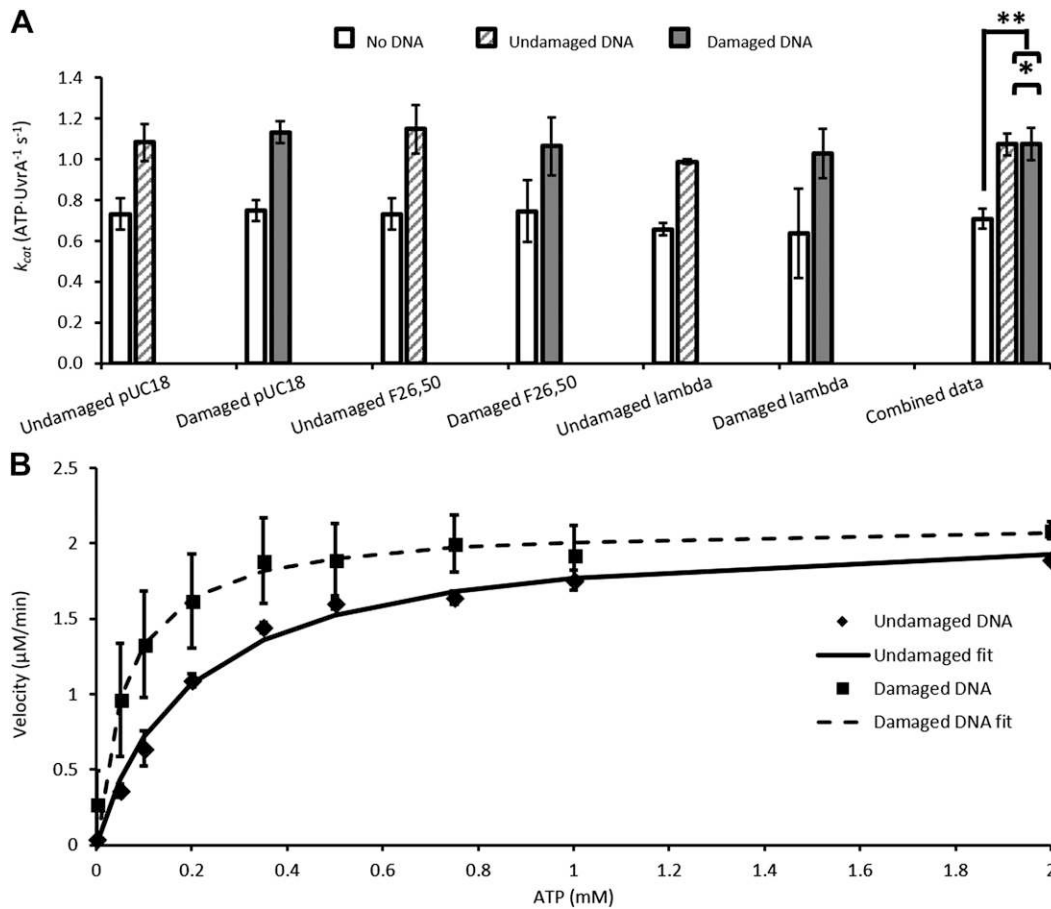 A
No DNA
Undamaged DNA
Damaged DNA
**
*
kcat (ATP·UvrA⁻¹ s⁻¹)
1.4
1.2
1.0
0.8
0.6
0.4
0.2
0.0
Undamaged pUC18
Damaged pUC18
Undamaged F26,50
Damaged F26,50
Undamaged lambda
Damaged lambda
Combined data
B
Velocity (µM/min)
2.5
2
1.5
1
0.5
0
Undamaged DNA
Undamaged fit
Damaged DNA
Damaged DNA fit
0 0.2 0.4 0.6 0.8 1 1.2 1.4 1.6 1.8 2
ATP (mM)